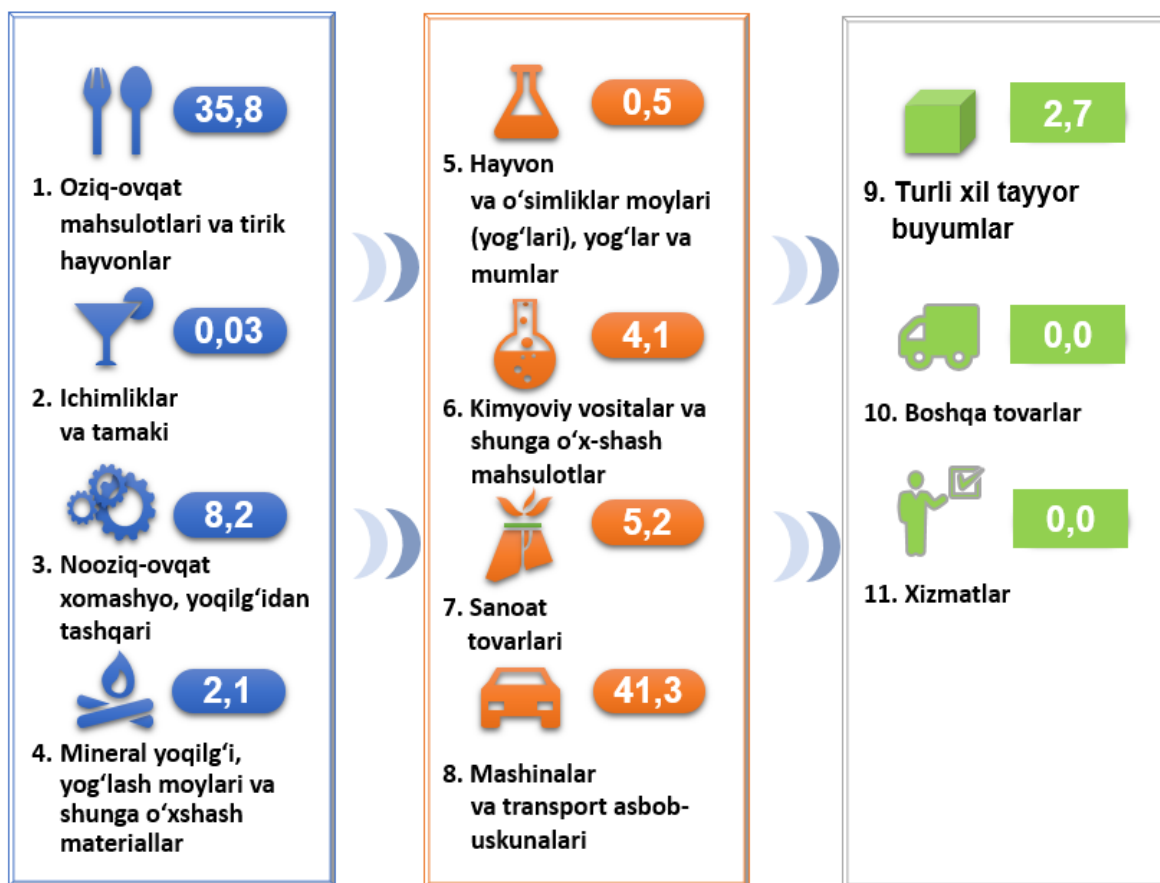 35,8
1. Oziq-ovqat
mahsulotlari va tirik
hayvonlar
0,03
2. Ichimliklar
va tamaki
8,2
3. Nooziq-ovqat
xomashyo, yoqilg‘idan
tashqari
2,1
4. Mineral yoqilg‘i,
yog‘lash moylari va
shunga o‘xshash
materiallar
0,5
5. Hayvon
va o‘simliklar moylari
(yog‘lari), yog‘lar va
mumlar
4,1
6. Kimyoviy vositalar va
shunga o‘x-shash
mahsulotlar
5,2
7. Sanoat
tovarlari
41,3
8. Mashinalar
va transport asbob-
uskunalari
2,7
9. Turli xil tayyor
buyumlar
0,0
10. Boshqa tovarlar
0,0
11. Xizmatlar